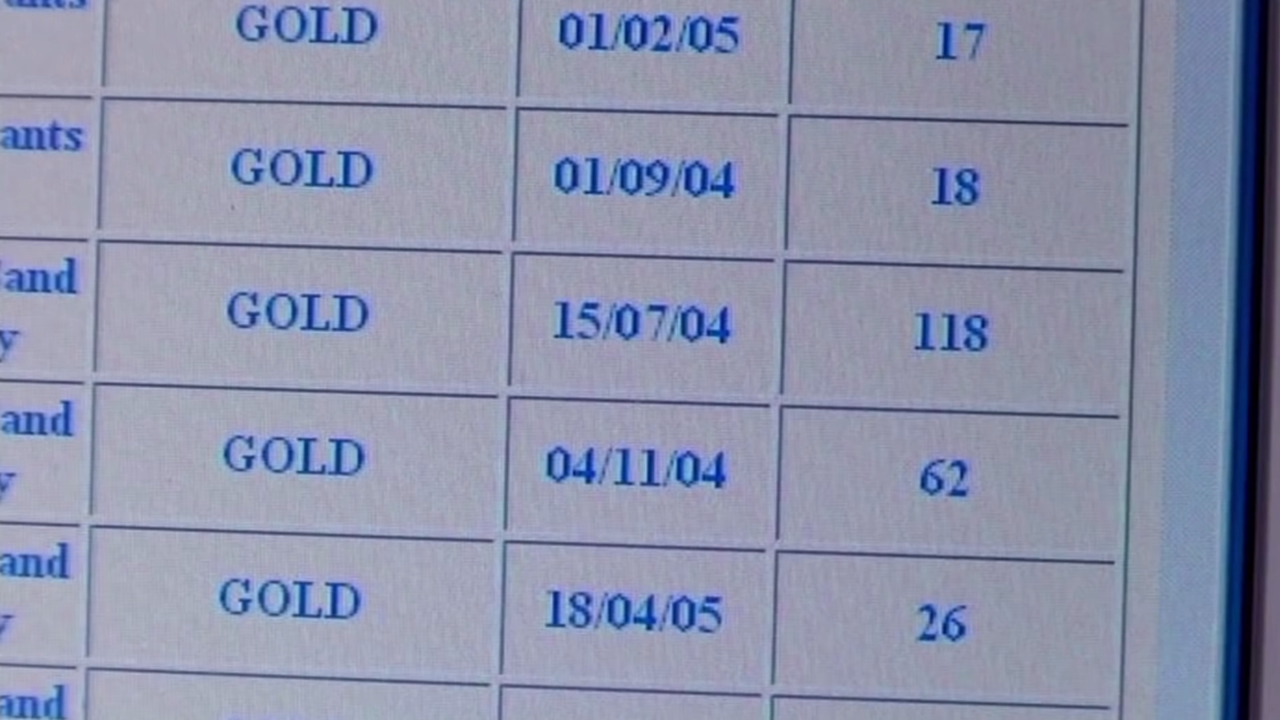 GOLD 01/02/05 17
ants
GOLD 01/09/04 18
and
GOLD 15/07/04 118
y
and
GOLD 04/11/04 62
y
and
GOLD 18/04/05 26
y
and